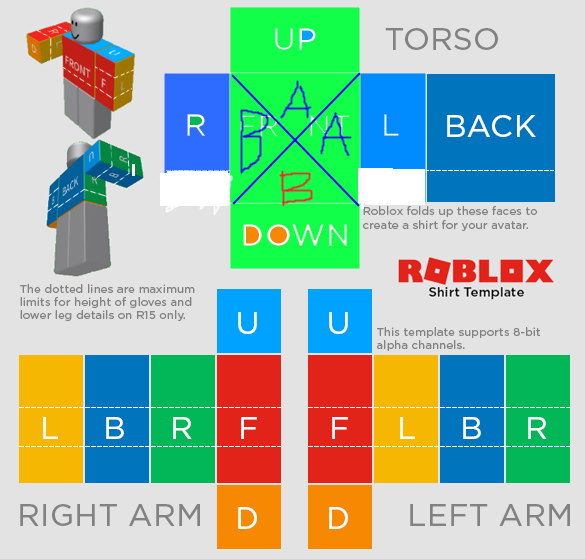 UP
TORSO
R
FRONT
L
BACK
A
B
A
B
DOWN
Roblox folds up these faces to
create a shirt for your avatar.
FRONT
F
L
U
D
R
BACK
U
R
R
B
The dotted lines are maximum
limits for height of gloves and
lower leg details on R15 only.
ROBLOX
Shirt Template
U
U
This template supports 8-bit
alpha channels.
L
B
R
F
F
L
B
R
RIGHT ARM
D
D
LEFT ARM